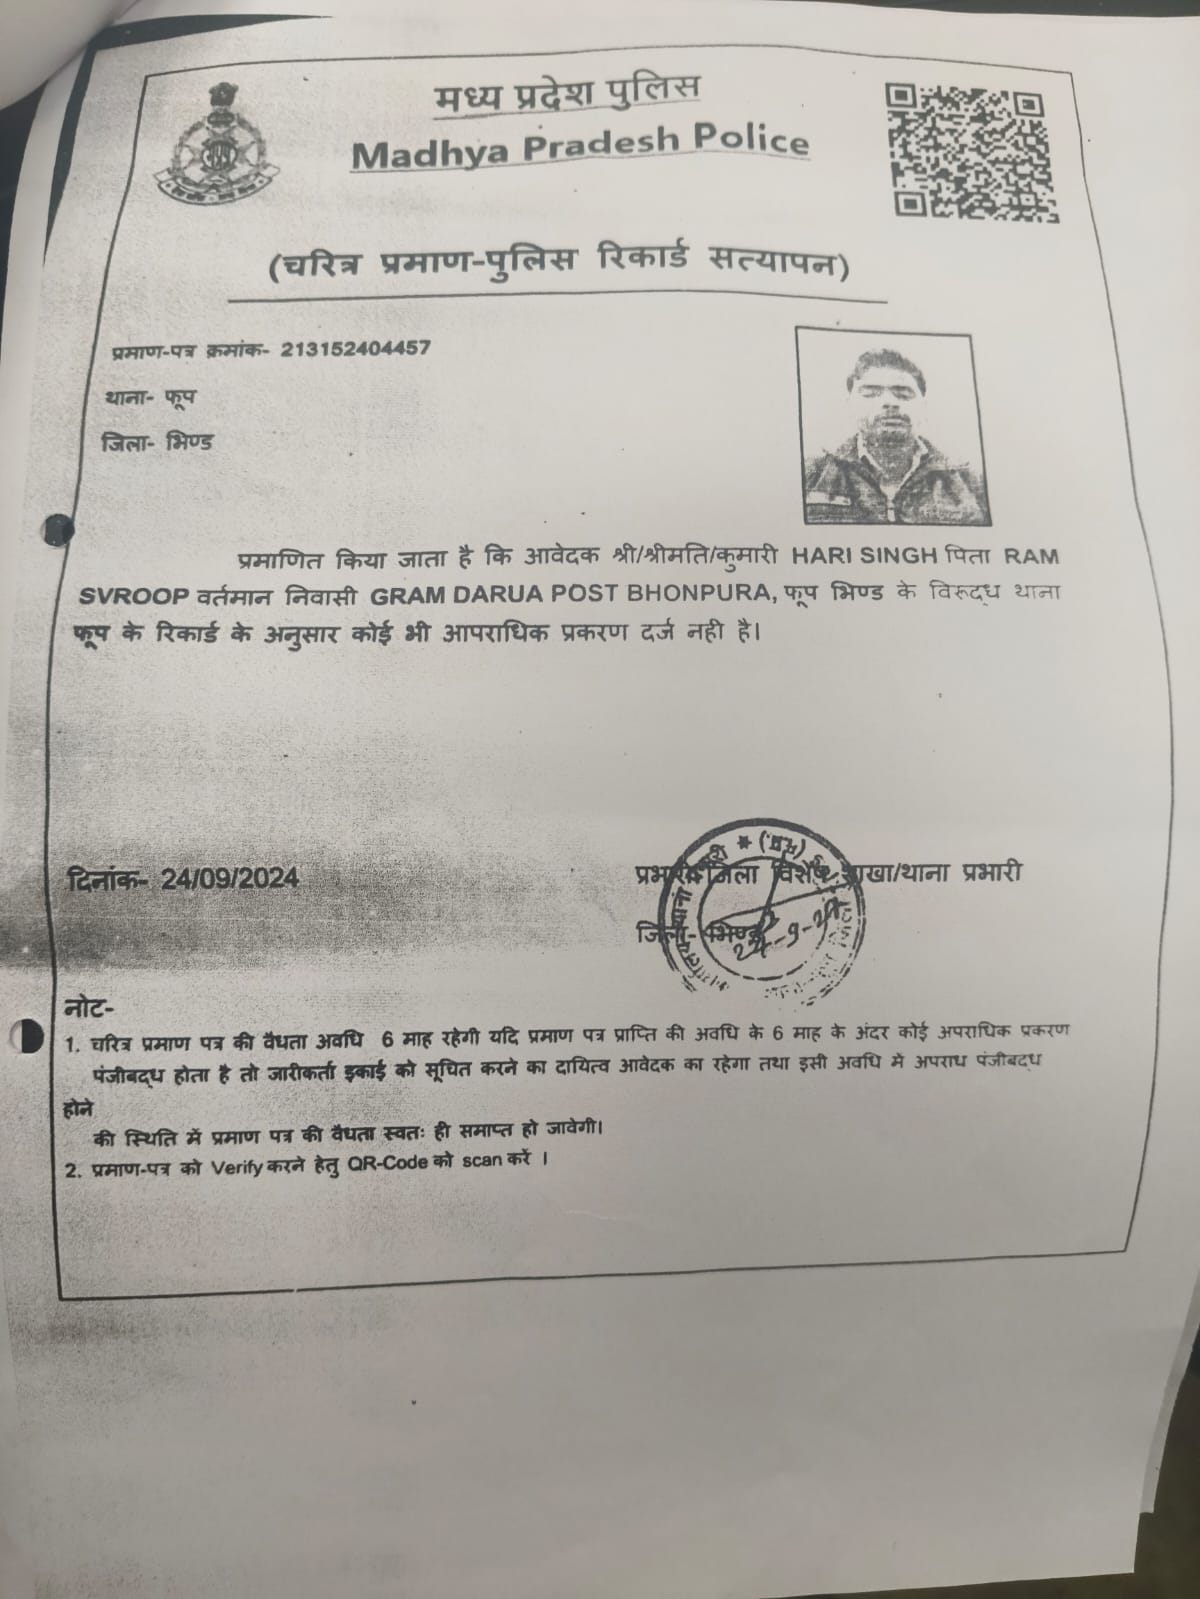 मध्य प्रदेश पुलिस
Madhya Pradesh Police
(चरित्र प्रमाण-पुलिस रिकार्ड सत्यापन)
प्रमाण-पत्र क्रमांक- 213152404457
थाना- फूप
जिला- भिण्ड
प्रमाणित किया जाता है कि आवेदक श्री/श्रीमति/कुमारी HARI SINGH पिता RAM
SVROOP वर्तमान निवासी GRAM DARUA POST BHONPURA, फूप भिण्ड के विरूद्ध थाना
फूप के रिकार्ड के अनुसार कोई भी आपराधिक प्रकरण दर्ज नही है।
दिनांक- 24/09/2024
प्रभारी जिला विशेष शाखा/थाना प्रभारी
जिला- भिण्ड
24-9-24
नोट-
1. चरित्र प्रमाण पत्र की वैधता अवधि 6 माह रहेगी यदि प्रमाण पत्र प्राप्ति की अवधि के 6 माह के अंदर कोई अपराधिक प्रकरण
पंजीबद्ध होता है तो जारीकर्ता इकाई को सूचित करने का दायित्व आवेदक का रहेगा तथा इसी अवधि में अपराध पंजीबद्ध
होने
की स्थिति में प्रमाण पत्र की वैधता स्वतः ही समाप्त हो जावेगी।
2. प्रमाण-पत्र को Verify करने हेतु QR-Code को scan करें ।